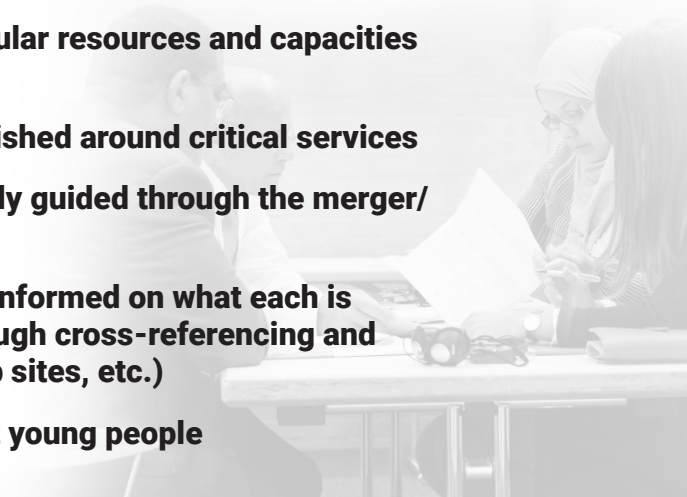 ular resources and capacities
ished around critical services
ly guided through the merger/
nformed on what each is
ugh cross-referencing and
sites, etc.)
young people